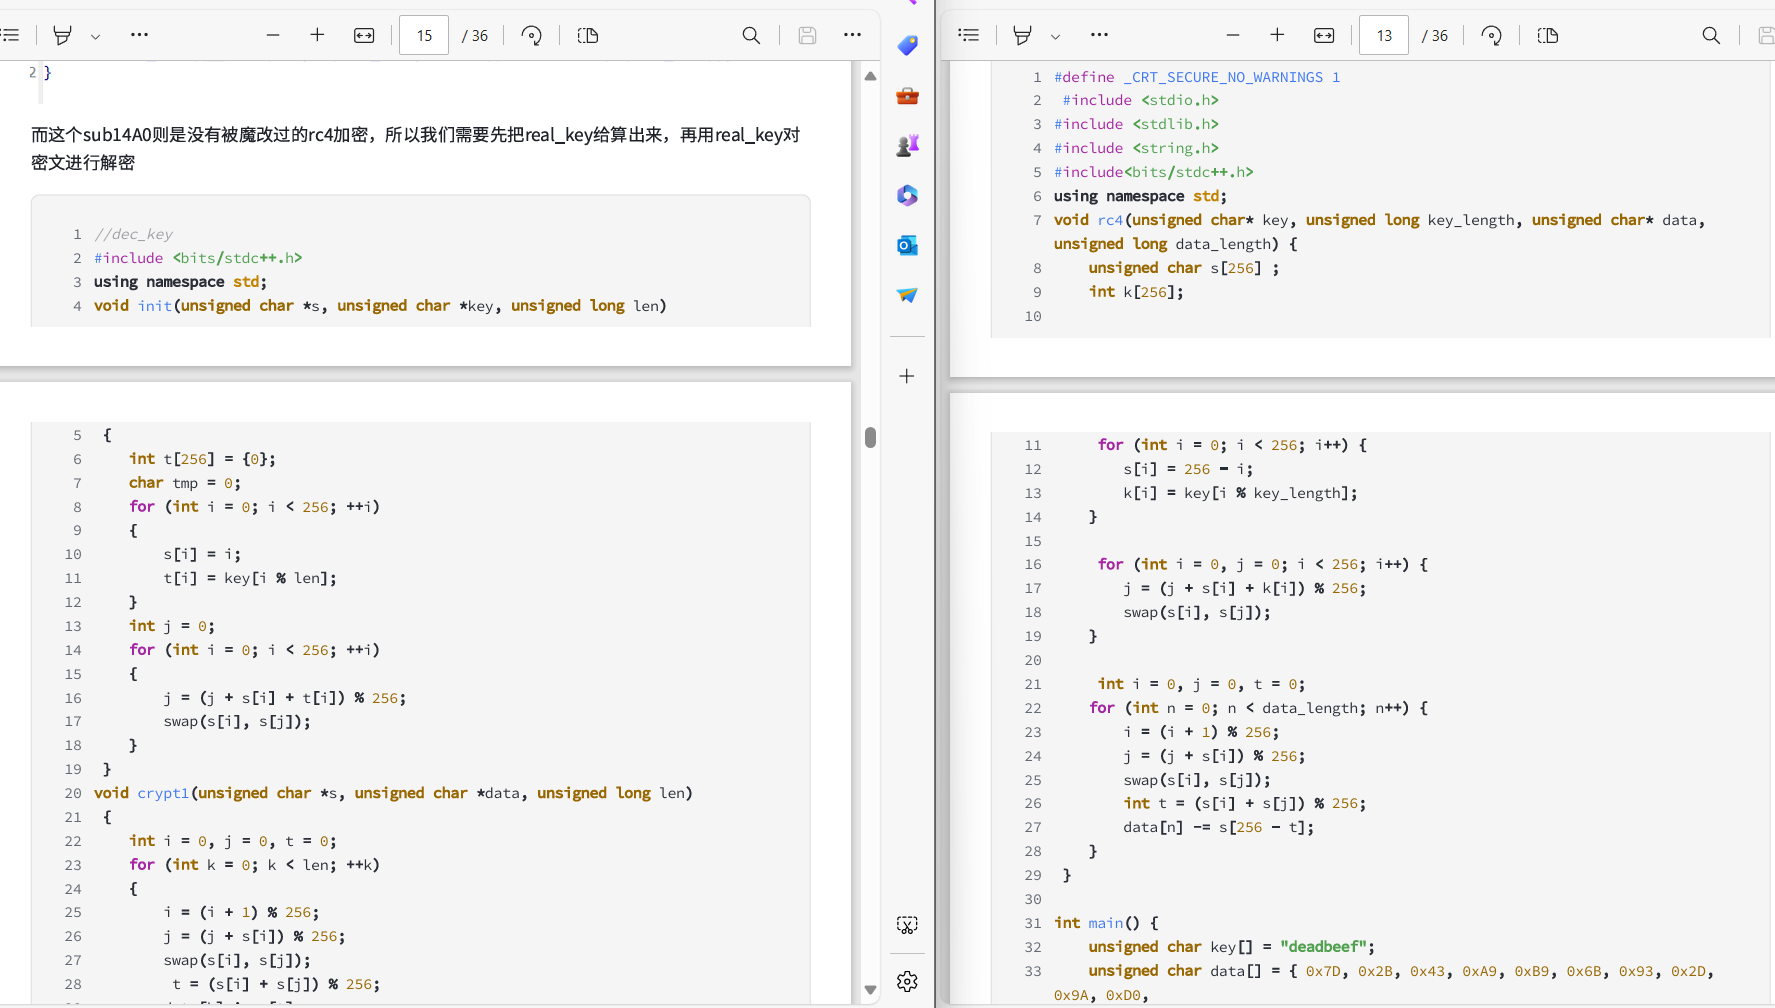 15 / 36
2 }
而这个sub14A0则是没有被魔改过的rc4加密，所以我们需要先把real_key给算出来，再用real_key对
密文进行解密
1 //dec_key
2 #include <bits/stdc++.h>
3 using namespace std;
4 void init(unsigned char *s, unsigned char *key, unsigned long len)
5 {
6 int t[256] = {0};
7 char tmp = 0;
8 for (int i = 0; i < 256; ++i)
9 {
10 s[i] = i;
11 t[i] = key[i % len];
12 }
13 int j = 0;
14 for (int i = 0; i < 256; ++i)
15 {
16 j = (j + s[i] + t[i]) % 256;
17 swap(s[i], s[j]);
18 }
19 }
20 void crypt1(unsigned char *s, unsigned char *data, unsigned long len)
21 {
22 int i = 0, j = 0, t = 0;
23 for (int k = 0; k < len; ++k)
24 {
25 i = (i + 1) % 256;
26 j = (j + s[i]) % 256;
27 swap(s[i], s[j]);
28 t = (s[i] + s[j]) % 256;
13 / 36
1 #define _CRT_SECURE_NO_WARNINGS 1
2 #include <stdio.h>
3 #include <stdlib.h>
4 #include <string.h>
5 #include<bits/stdc++.h>
6 using namespace std;
7 void rc4(unsigned char* key, unsigned long key_length, unsigned char* data,
unsigned long data_length) {
8 unsigned char s[256] ;
9 int k[256];
10
11 for (int i = 0; i < 256; i++) {
12 s[i] = 256 - i;
13 k[i] = key[i % key_length];
14 }
15
16 for (int i = 0, j = 0; i < 256; i++) {
17 j = (j + s[i] + k[i]) % 256;
18 swap(s[i], s[j]);
19 }
20
21 int i = 0, j = 0, t = 0;
22 for (int n = 0; n < data_length; n++) {
23 i = (i + 1) % 256;
24 j = (j + s[i]) % 256;
25 swap(s[i], s[j]);
26 int t = (s[i] + s[j]) % 256;
27 data[n] -= s[256 - t];
28 }
29 }
30
31 int main() {
32 unsigned char key[] = "deadbeef";
33 unsigned char data[] = { 0x7D, 0x2B, 0x43, 0xA9, 0xB9, 0x6B, 0x93, 0x2D,
0x9A, 0xD0,